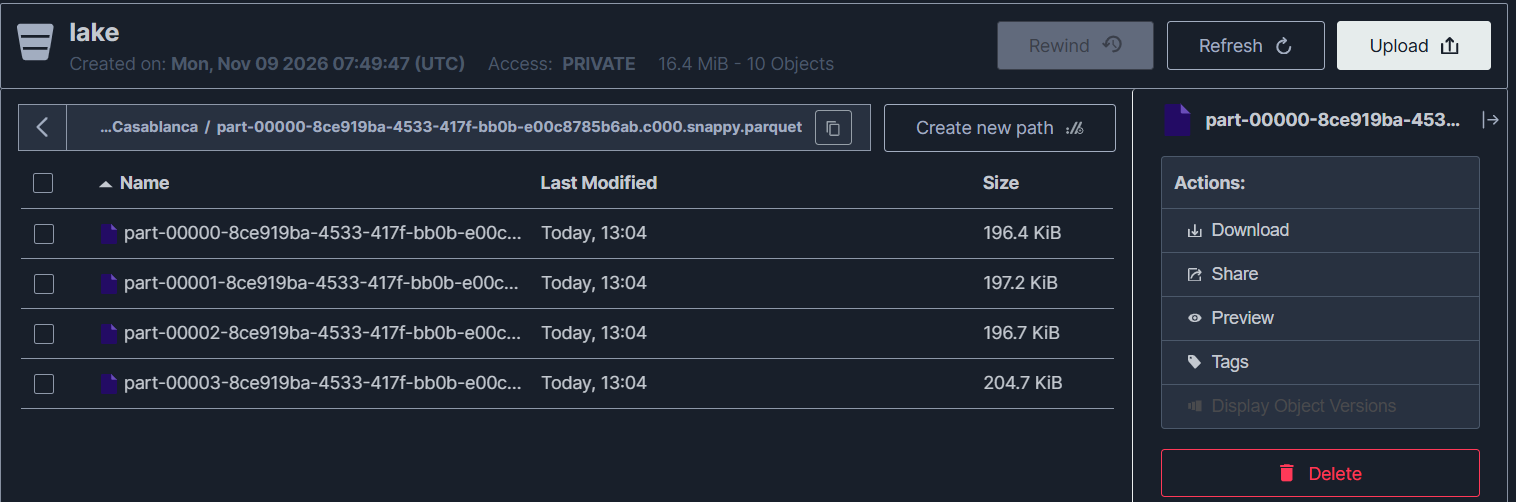 lake
Created on: Mon, Nov 09 2026 07:49:47 (UTC) Access: PRIVATE 16.4 MiB - 10 Objects
Rewind
Refresh
Upload
...Casablanca / part-00000-8ce919ba-4533-417f-bb0b-e00c8785b6ab.c000.snappy.parquet
Create new path
Name Last Modified Size
part-00000-8ce919ba-4533-417f-bb0b-e00c... Today, 13:04 196.4 KiB
part-00001-8ce919ba-4533-417f-bb0b-e00c... Today, 13:04 197.2 KiB
part-00002-8ce919ba-4533-417f-bb0b-e00c... Today, 13:04 196.7 KiB
part-00003-8ce919ba-4533-417f-bb0b-e00c... Today, 13:04 204.7 KiB
part-00000-8ce919ba-453...
Actions:
Download
Share
Preview
Tags
Display Object Versions
Delete